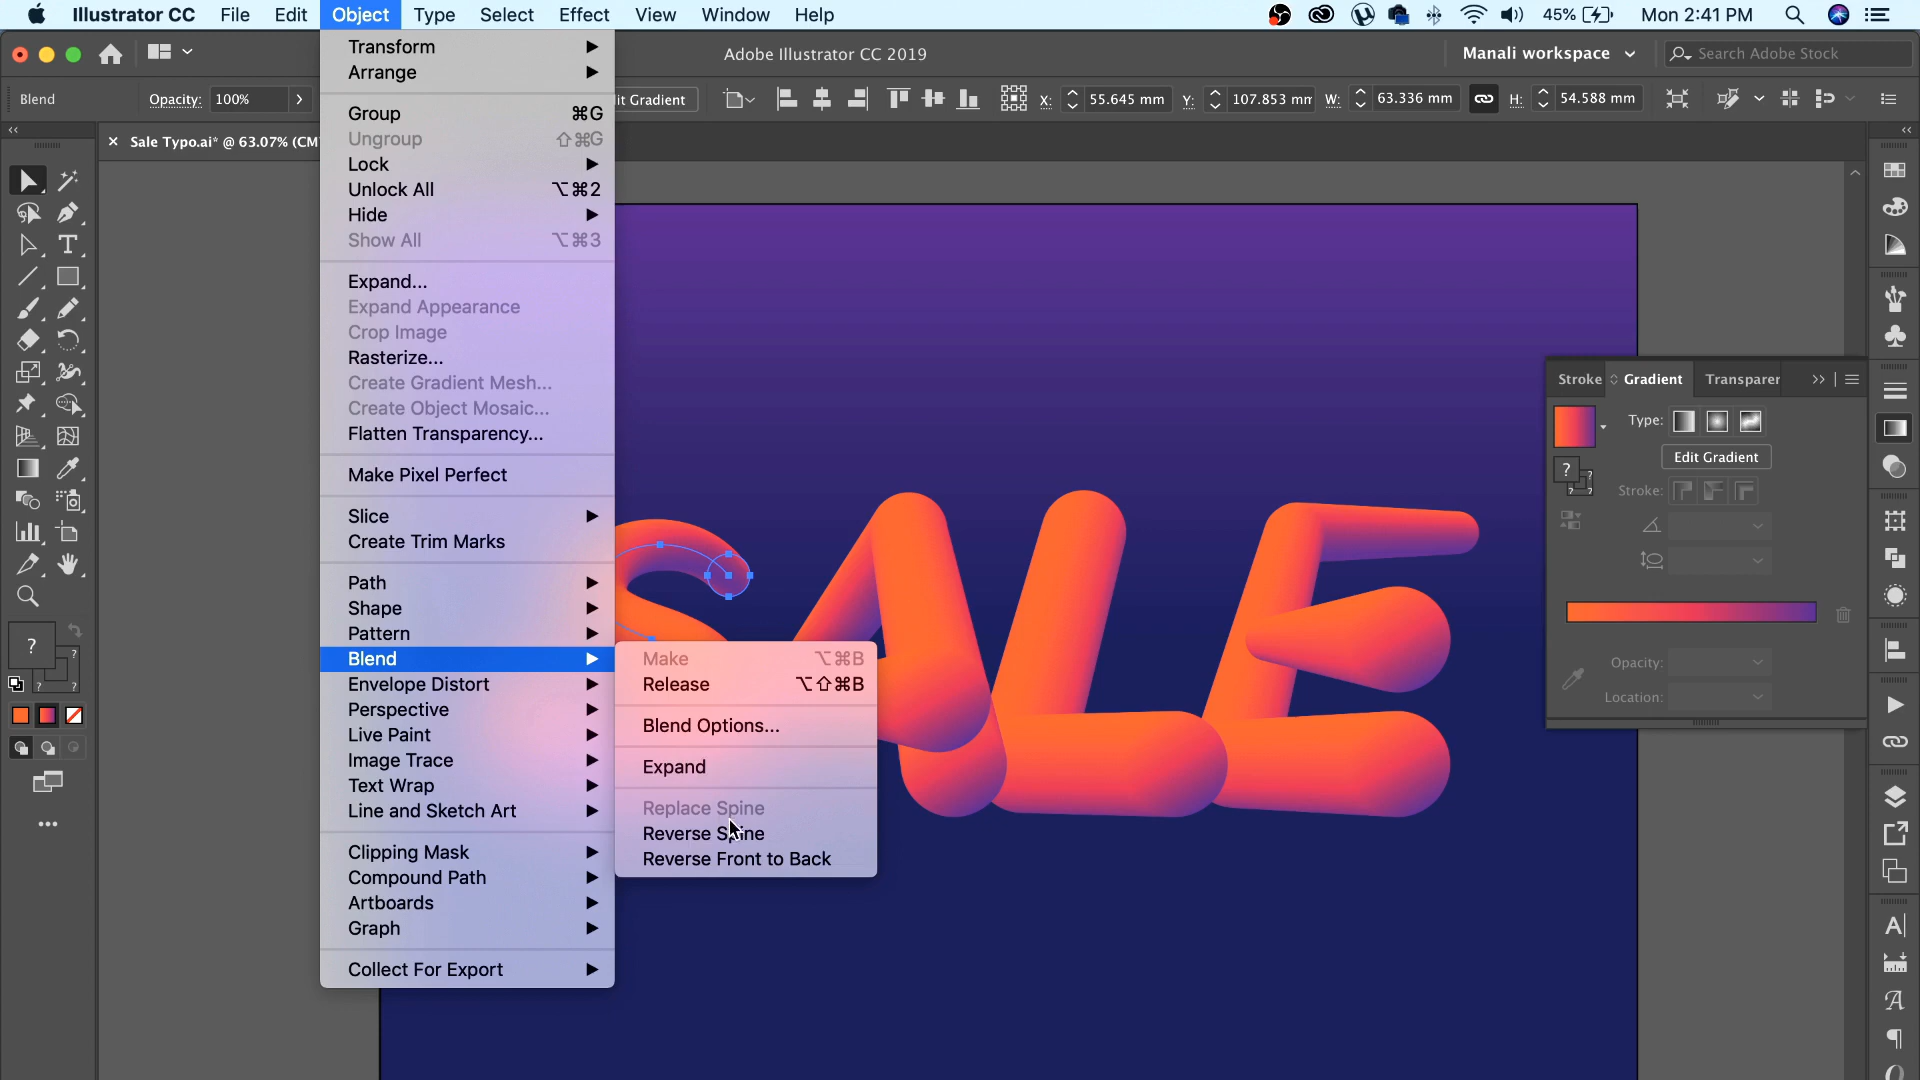 Illustrator CC File Edit Object Type Select Effect View Window Help 45% Mon 2:41 PM
Adobe Illustrator CC 2019 Manali workspace Search Adobe Stock
Blend Opacity: 100% it Gradient X: 55.645 mm Y: 107.853 mm W: 63.336 mm H: 54.588 mm
× Sale Typo.ai* @ 63.07% (CM
Transform
Arrange
Group ⌘G
Ungroup ⇧⌘G
Lock
Unlock All ⌥⌘2
Hide
Show All ⌥⌘3
Expand...
Expand Appearance
Crop Image
Rasterize...
Create Gradient Mesh...
Create Object Mosaic...
Flatten Transparency...
Make Pixel Perfect
Slice
Create Trim Marks
Path
Shape
Pattern
Blend
Envelope Distort
Perspective
Live Paint
Image Trace
Text Wrap
Line and Sketch Art
Clipping Mask
Compound Path
Artboards
Graph
Collect For Export
Make ⌥⌘B
Release ⌥⇧⌘B
Blend Options...
Expand
Replace Spine
Reverse Spine
Reverse Front to Back
SALE
Stroke Gradient Transparer
Type:
Edit Gradient
Stroke:
Opacity:
Location: